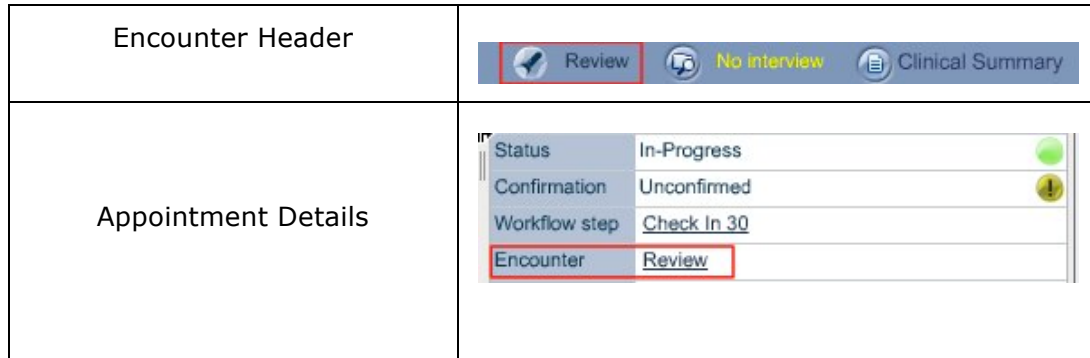 Encounter Header
Review No interview Clinical Summary
Appointment Details
Status In-Progress
Confirmation Unconfirmed
Workflow step Check In 30
Encounter Review